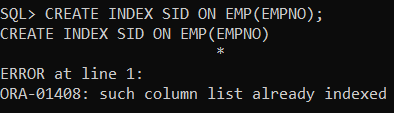 SQL> CREATE INDEX SID ON EMP(EMPNO);
CREATE INDEX SID ON EMP(EMPNO)
*
ERROR at line 1:
ORA-01408: such column list already indexed